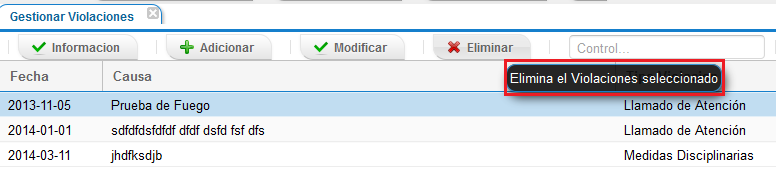 Gestionar Violaciones
Informacion Adicionar Modificar Eliminar Control...
Fecha Causa
Elimina el Violaciones seleccionado
2013-11-05 Prueba de Fuego Llamado de Atención
2014-01-01 sdfdfdsfdfdf dfdf dsfd fsf dfs Llamado de Atención
2014-03-11 jhdfksdjb Medidas Disciplinarias